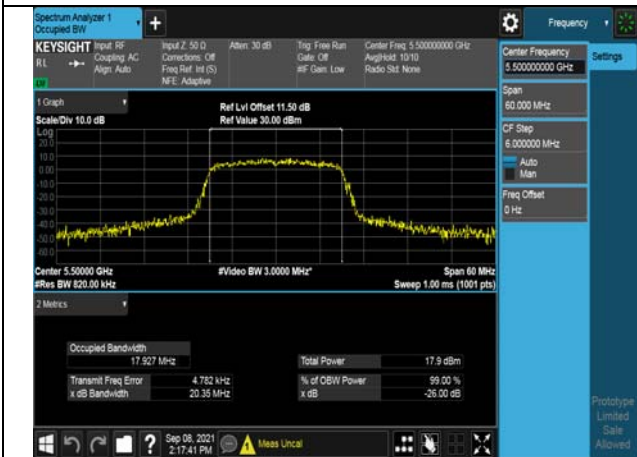 Spectrum Analyzer 1
Occupied BW
+
Frequency
KEYSIGHT
RL
Input: RF
Coupling: AC
Align: Auto
Input Z: 50 Ω
Corrections: Off
Freq Ref: Int (S)
NFE: Adaptive
Atten: 30 dB
Trig: Free Run
Gate: Off
#IF Gain: Low
Center Freq: 5.500000000 GHz
Avg|Hold: 10/10
Radio Std: None
Center Frequency
5.500000000 GHz
Settings
Span
60.000 MHz
CF Step
6.000000 MHz
Auto
Man
Freq Offset
0 Hz
1 Graph
Scale/Div 10.0 dB
Ref Lvl Offset 11.50 dB
Ref Value 30.00 dBm
Log
20.0
10.0
0.00
-10.0
-20.0
-30.0
-40.0
-50.0
-60.0
Center 5.50000 GHz
#Res BW 820.00 kHz
#Video BW 3.0000 MHz*
Span 60 MHz
Sweep 1.00 ms (1001 pts)
2 Metrics
Occupied Bandwidth
17.927 MHz
Total Power 17.9 dBm
Transmit Freq Error 4.782 kHz
% of OBW Power 99.00 %
x dB Bandwidth 20.35 MHz
x dB -26.00 dB
Prototype
Limited
Sale
Allowed
?
Sep 08, 2021
2:17:41 PM
Meas Uncal